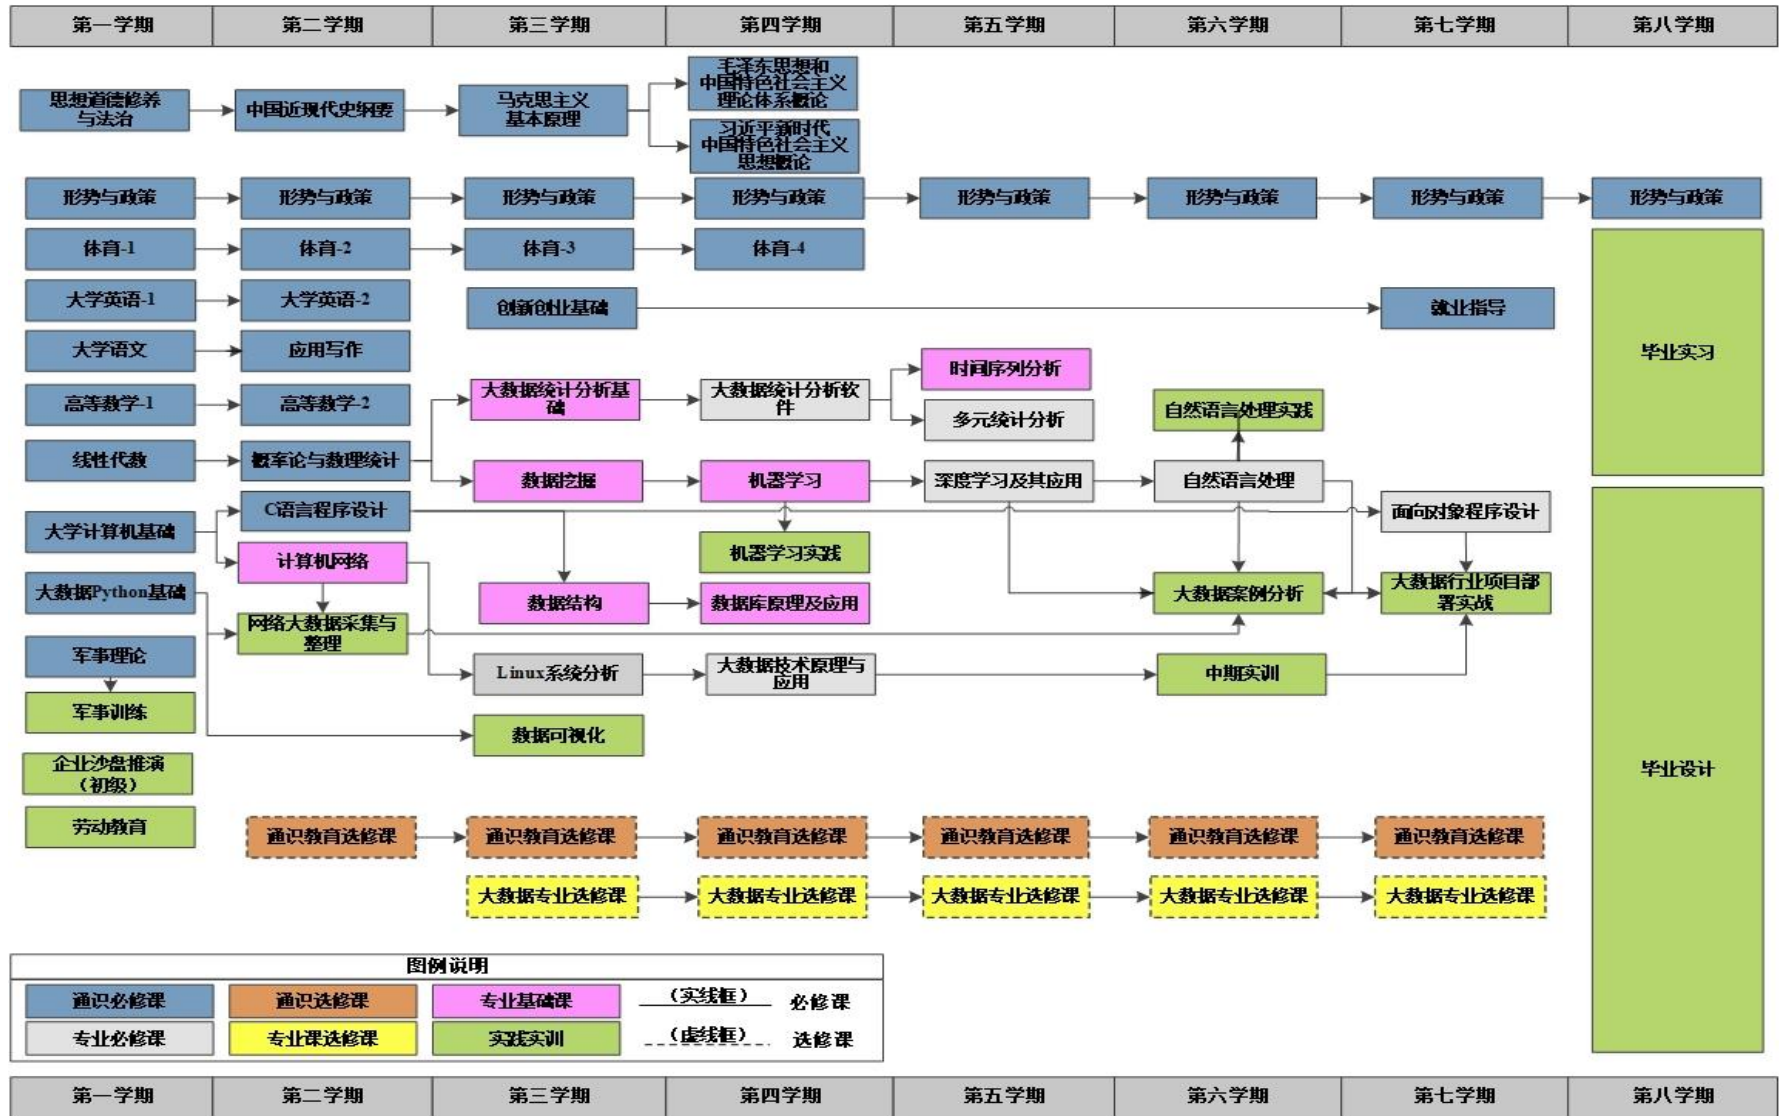 第一学期 第二学期 第三学期 第四学期 第五学期 第六学期 第七学期 第八学期
毛泽东思想和
中国特色社会主义
理论体系概论
思想道德修养
与法治
中国近现代史纲要
马克思主义
基本原理
习近平新时代
中国特色社会主义
思想概论
形势与政策 形势与政策 形势与政策 形势与政策 形势与政策 形势与政策 形势与政策 形势与政策
体育-1 体育-2 体育-3 体育-4
大学英语-1 大学英语-2 创新创业基础 就业指导
大学语文 应用写作
毕业实习
时间序列分析
高等数学-1 高等数学-2
大数据统计分析基
础
大数据统计分析软
件
多元统计分析
自然语言处理实践
线性代数 概率论与数理统计 数据挖掘 机器学习 深度学习及其应用 自然语言处理
C语言程序设计
面向对象程序设计
大学计算机基础
计算机网络
机器学习实践
大数据Python基础
数据结构 数据库原理及应用 大数据案例分析
大数据行业项目部
署实战
网络大数据采集与
整理
军事理论
Linux系统分析
大数据技术原理与
应用
中期实训
军事训练
数据可视化
企业沙盘推演
（初级）
毕业设计
劳动教育
通识教育选修课 通识教育选修课 通识教育选修课 通识教育选修课 通识教育选修课 通识教育选修课
大数据专业选修课 大数据专业选修课 大数据专业选修课 大数据专业选修课 大数据专业选修课
图例说明
通识必修课 通识选修课 专业基础课 （实线框） 必修课
专业必修课 专业课选修课 实践实训 （虚线框） 选修课
第一学期 第二学期 第三学期 第四学期 第五学期 第六学期 第七学期 第八学期